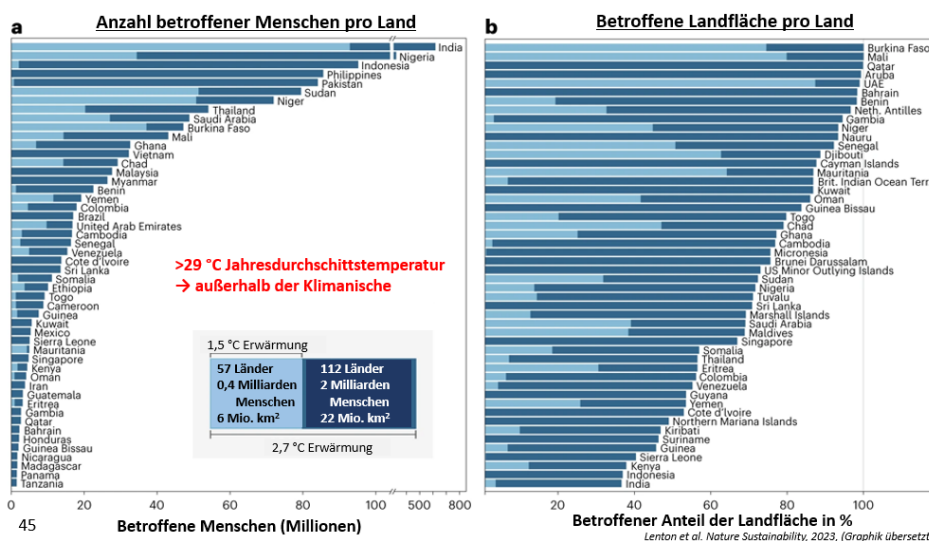 a
Anzahl betroffener Menschen pro Land
India
Nigeria
Indonesia
Philippines
Pakistan
Sudan
Niger
Thailand
Saudi Arabia
Burkina Faso
Mali
Ghana
Vietnam
Chad
Malaysia
Myanmar
Benin
Yemen
Colombia
Brazil
United Arab Emirates
Cambodia
Senegal
Venezuela
Cote d'Ivoire
Sri Lanka
Somalia
Ethiopia
Togo
Cameroon
Guinea
Kuwait
Mexico
Sierra Leone
Mauritania
Singapore
Kenya
Oman
Iran
Guatemala
Eritrea
Gambia
Qatar
Bahrain
Honduras
Guinea Bissau
Nicaragua
Madagascar
Panama
Tanzania
>29 °C Jahresdurchschittstemperatur
→ außerhalb der Klimanische
1,5 °C Erwärmung
57 Länder
0,4 Milliarden
Menschen
6 Mio. km²
112 Länder
2 Milliarden
Menschen
22 Mio. km²
2,7 °C Erwärmung
0 20 40 60 80 100 500 800
Betroffene Menschen (Millionen)
45
b
Betroffene Landfläche pro Land
Burkina Faso
Mali
Qatar
Aruba
UAE
Bahrain
Benin
Neth. Antilles
Gambia
Niger
Nauru
Senegal
Djibouti
Cayman Islands
Mauritania
Brit. Indian Ocean Terr
Kuwait
Oman
Guinea Bissau
Togo
Chad
Ghana
Cambodia
Micronesia
Brunei Darussalam
US Minor Outlying Islands
Sudan
Nigeria
Tuvalu
Sri Lanka
Marshall Islands
Saudi Arabia
Maldives
Singapore
Somalia
Thailand
Eritrea
Colombia
Venezuela
Guyana
Yemen
Cote d'Ivoire
Northern Mariana Islands
Kiribati
Suriname
Guinea
Sierra Leone
Kenya
Indonesia
India
0 20 40 60 80 100
Betroffener Anteil der Landfläche in %
Lenton et al. Nature Sustainability, 2023, (Graphik übersetzt